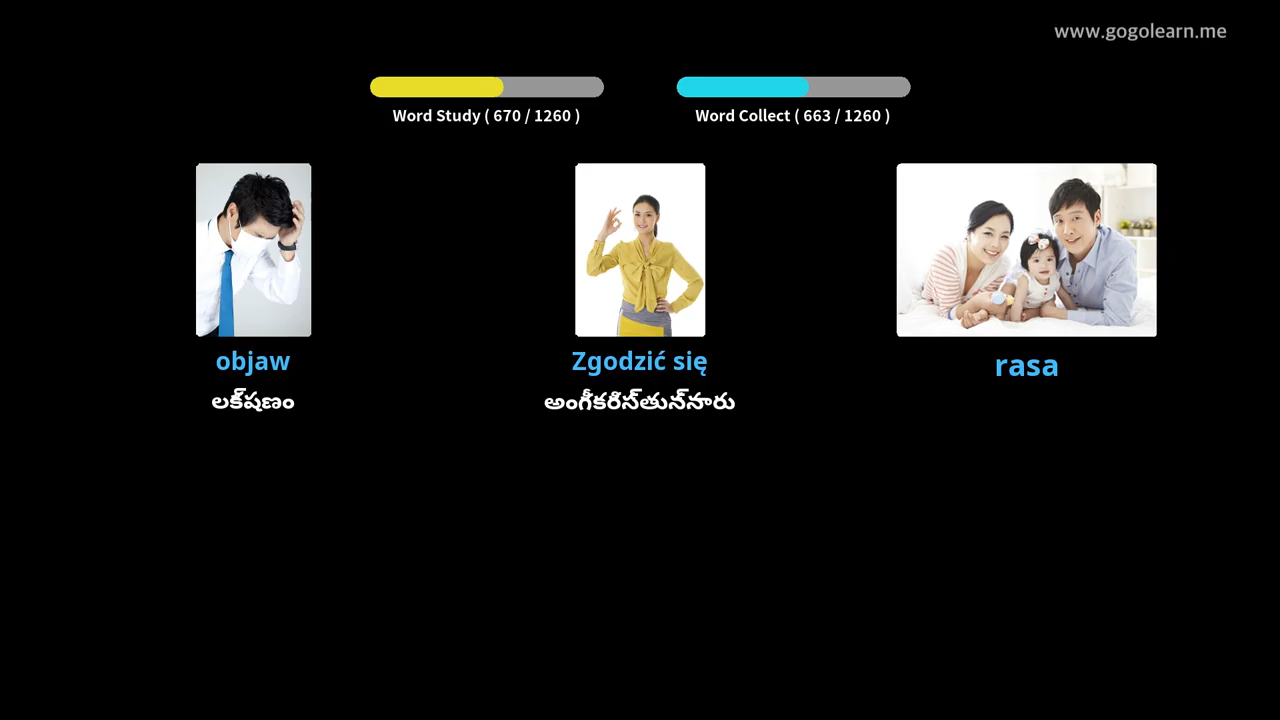 www.gogolearn.me
Word Study ( 670 / 1260 )
Word Collect ( 663 / 1260 )
objaw
Zgodzić się
rasa
లక్‌షణం
అంగీకరిస్‌తున్‌నారు